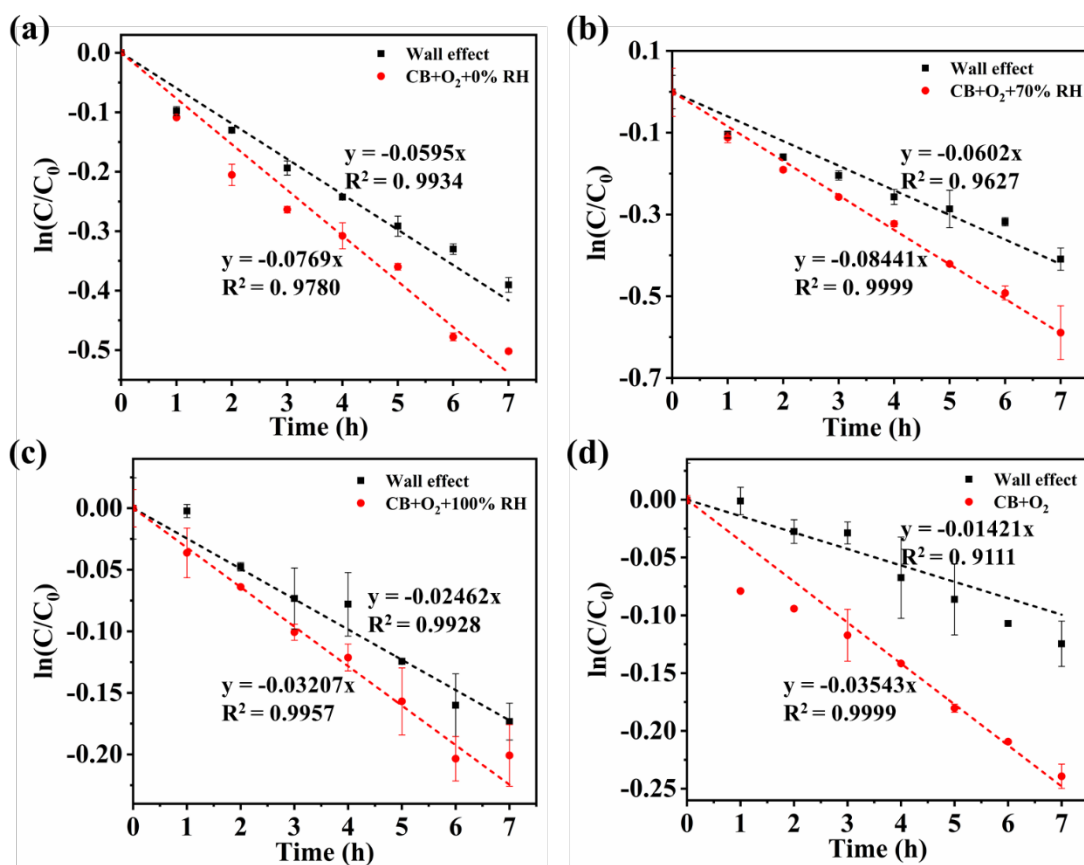 (a)
Wall effect
CB+O₂+0% RH
y = -0.0595x
R² = 0.9934
y = -0.0769x
R² = 0.9780
ln(C/C₀)
0.0
-0.1
-0.2
-0.3
-0.4
-0.5
0 1 2 3 4 5 6 7
Time (h)
(b)
Wall effect
CB+O₂+70% RH
y = -0.0602x
R² = 0.9627
y = -0.08441x
R² = 0.9999
ln(C/C₀)
0.1
-0.1
-0.3
-0.5
-0.7
0 1 2 3 4 5 6 7
Time (h)
(c)
Wall effect
CB+O₂+100% RH
y = -0.02462x
R² = 0.9928
y = -0.03207x
R² = 0.9957
ln(C/C₀)
0.00
-0.05
-0.10
-0.15
-0.20
0 1 2 3 4 5 6 7
Time (h)
(d)
Wall effect
CB+O₂
y = -0.01421x
R² = 0.9111
y = -0.03543x
R² = 0.9999
ln(C/C₀)
0.00
-0.05
-0.10
-0.15
-0.20
-0.25
0 1 2 3 4 5 6 7
Time (h)